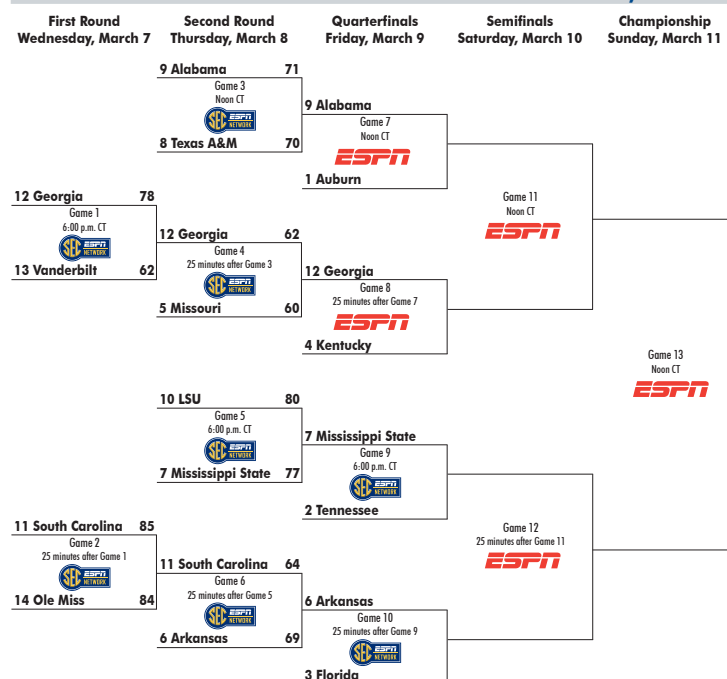 First Round
Wednesday, March 7
Second Round
Thursday, March 8
Quarterfinals
Friday, March 9
Semifinals
Saturday, March 10
Championship
Sunday, March 11
9 Alabama 71
Game 3
Noon CT
SEC ESPN NETWORK
8 Texas A&M 70
12 Georgia 78
Game 1
6:00 p.m. CT
SEC ESPN NETWORK
13 Vanderbilt 62
12 Georgia 62
Game 4
25 minutes after Game 3
SEC ESPN NETWORK
5 Missouri 60
9 Alabama
Game 7
Noon CT
ESPN
1 Auburn
12 Georgia
Game 8
25 minutes after Game 7
ESPN
4 Kentucky
Game 11
Noon CT
ESPN
10 LSU 80
Game 5
6:00 p.m. CT
SEC ESPN NETWORK
7 Mississippi State 77
11 South Carolina 85
Game 2
25 minutes after Game 1
SEC ESPN NETWORK
14 Ole Miss 84
11 South Carolina 64
Game 6
25 minutes after Game 5
SEC ESPN NETWORK
6 Arkansas 69
7 Mississippi State
Game 9
6:00 p.m. CT
SEC ESPN NETWORK
2 Tennessee
6 Arkansas
Game 10
25 minutes after Game 9
SEC ESPN NETWORK
3 Florida
Game 12
25 minutes after Game 11
ESPN
Game 13
Noon CT
ESPN